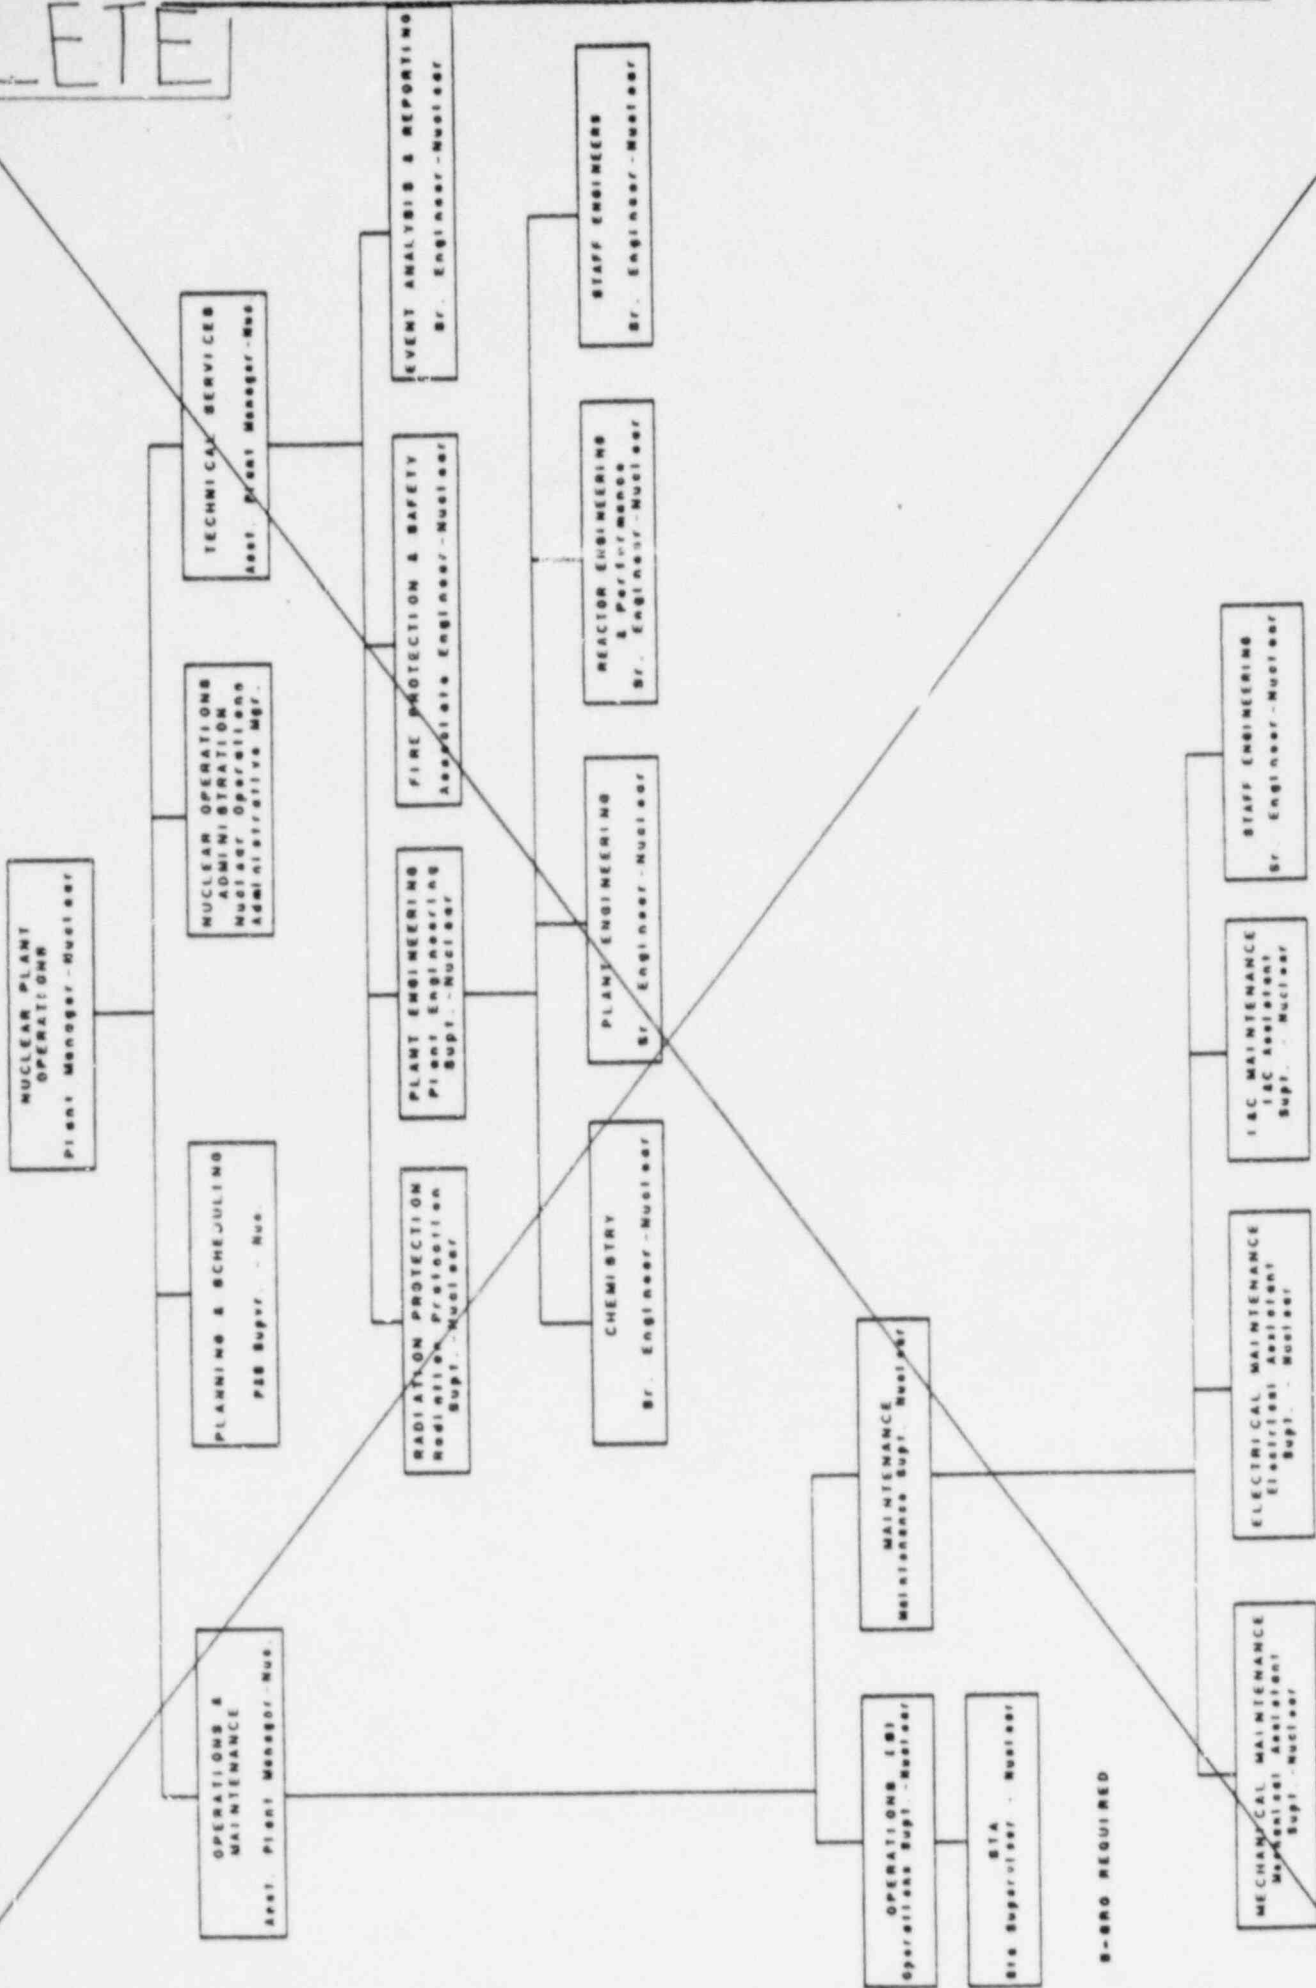 LETE
NUCLEAR PLANT
OPERATIONS
Plant Manager-Nuclear
OPERATIONS &
MAINTENANCE
Asst. Plant Manager-Nuc.
PLANNING & SCHEDULING
P&S Supvr. - Nuc.
NUCLEAR OPERATIONS
ADMINISTRATION
Nuclear Operations
Administrative Mgr.
TECHNICAL SERVICES
Asst. Plant Manager-Nuc
RADIATION PROTECTION
Radiation Protection
Supt.-Nuclear
PLANT ENGINEERING
Plant Engineering
Supt.-Nuclear
FIRE PROTECTION & SAFETY
Associate Engineer-Nuclear
EVENT ANALYSIS & REPORTING
Sr. Engineer-Nuclear
CHEMISTRY
Sr. Engineer-Nuclear
PLANT ENGINEERING
Sr. Engineer-Nuclear
REACTOR ENGINEERING
& Performance
Sr. Engineer-Nuclear
STAFF ENGINEERS
Sr. Engineer-Nuclear
OPERATIONS (S)
Operations Supt.-Nuclear
MAINTENANCE
Maintenance Supt. Nuclear
STA
Sta Supervisor - Nuclear
S-SRO REQUIRED
MECHANICAL MAINTENANCE
Mechanical Assistant
Supt.-Nuclear
ELECTRICAL MAINTENANCE
Electrical Assistant
Supt. - Nuclear
I&C MAINTENANCE
I&C Assistant
Supt. - Nuclear
STAFF ENGINEERING
Sr. Engineer-Nuclear